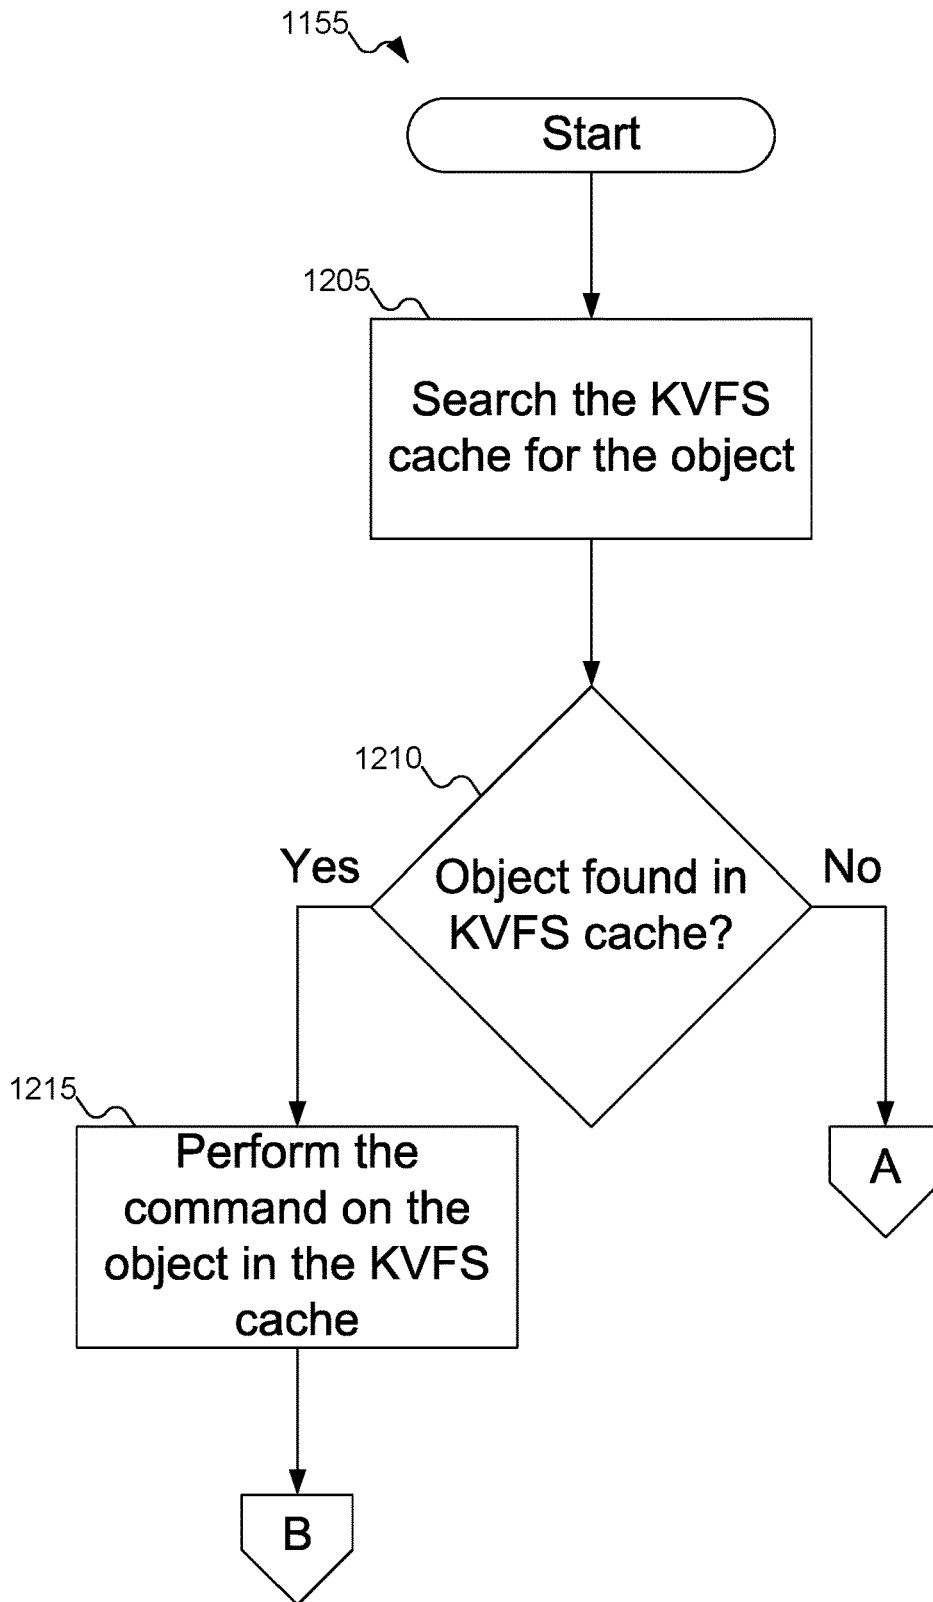 1155
Start
1205
Search the KVFS
cache for the object
1210
Yes
Object found in
KVFS cache?
No
1215
Perform the
command on the
object in the KVFS
cache
A
B